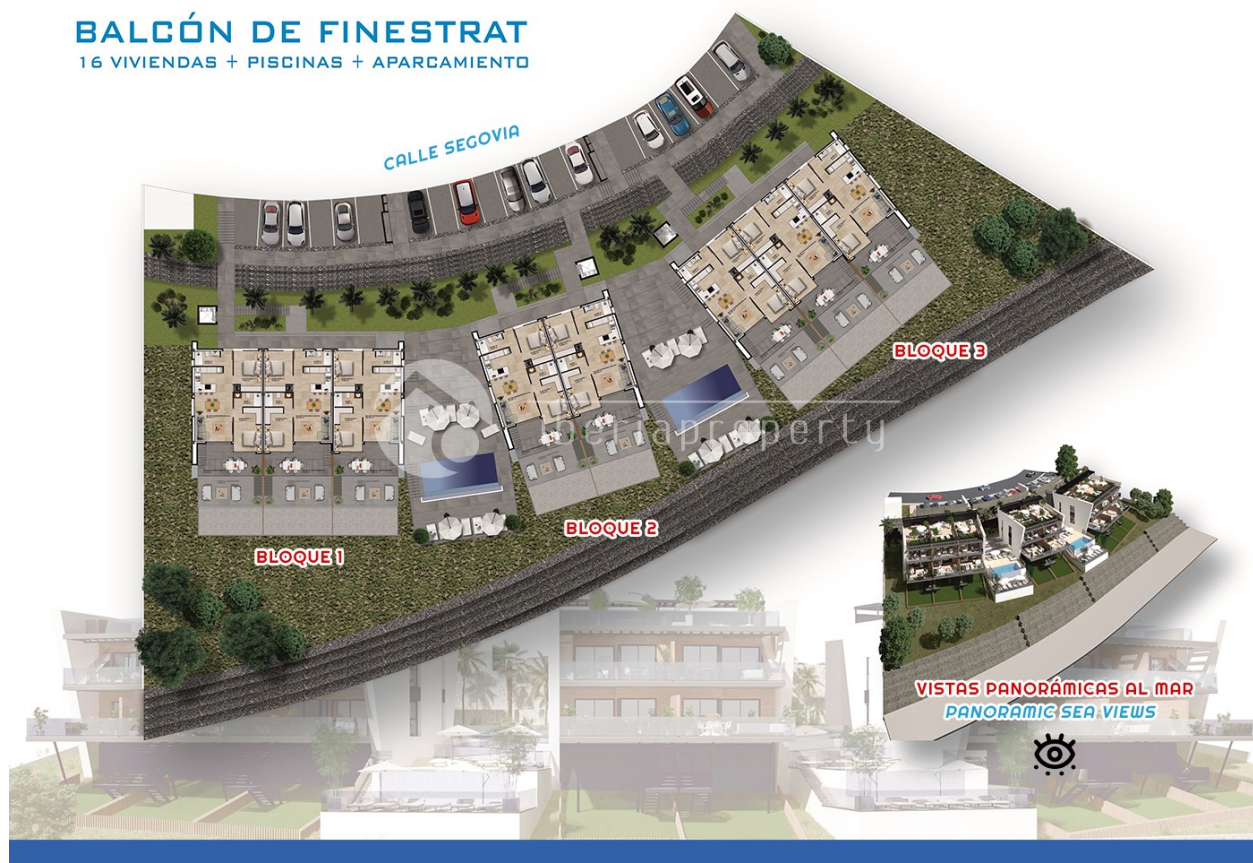 BALCÓN DE FINESTRAT
16 VIVIENDAS + PISCINAS + APARCAMIENTO
CALLE SEGOVIA
BLOQUE 3
iberiaproperty
BLOQUE 2
BLOQUE 1
VISTAS PANORÁMICAS AL MAR
PANORAMIC SEA VIEWS